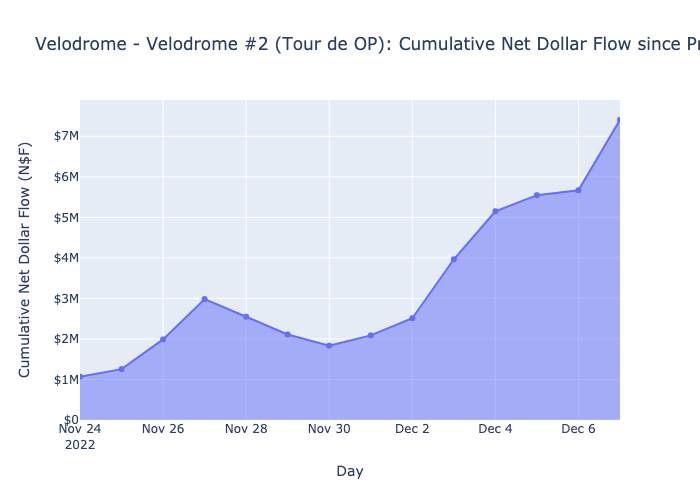 Velodrome - Velodrome #2 (Tour de OP): Cumulative Net Dollar Flow since
Cumulative Net Dollar Flow (N$F)
$7M
$6M
$5M
$4M
$3M
$2M
$1M
$0
Nov 24
2022
Nov 26
Nov 28
Nov 30
Dec 2
Dec 4
Dec 6
Day